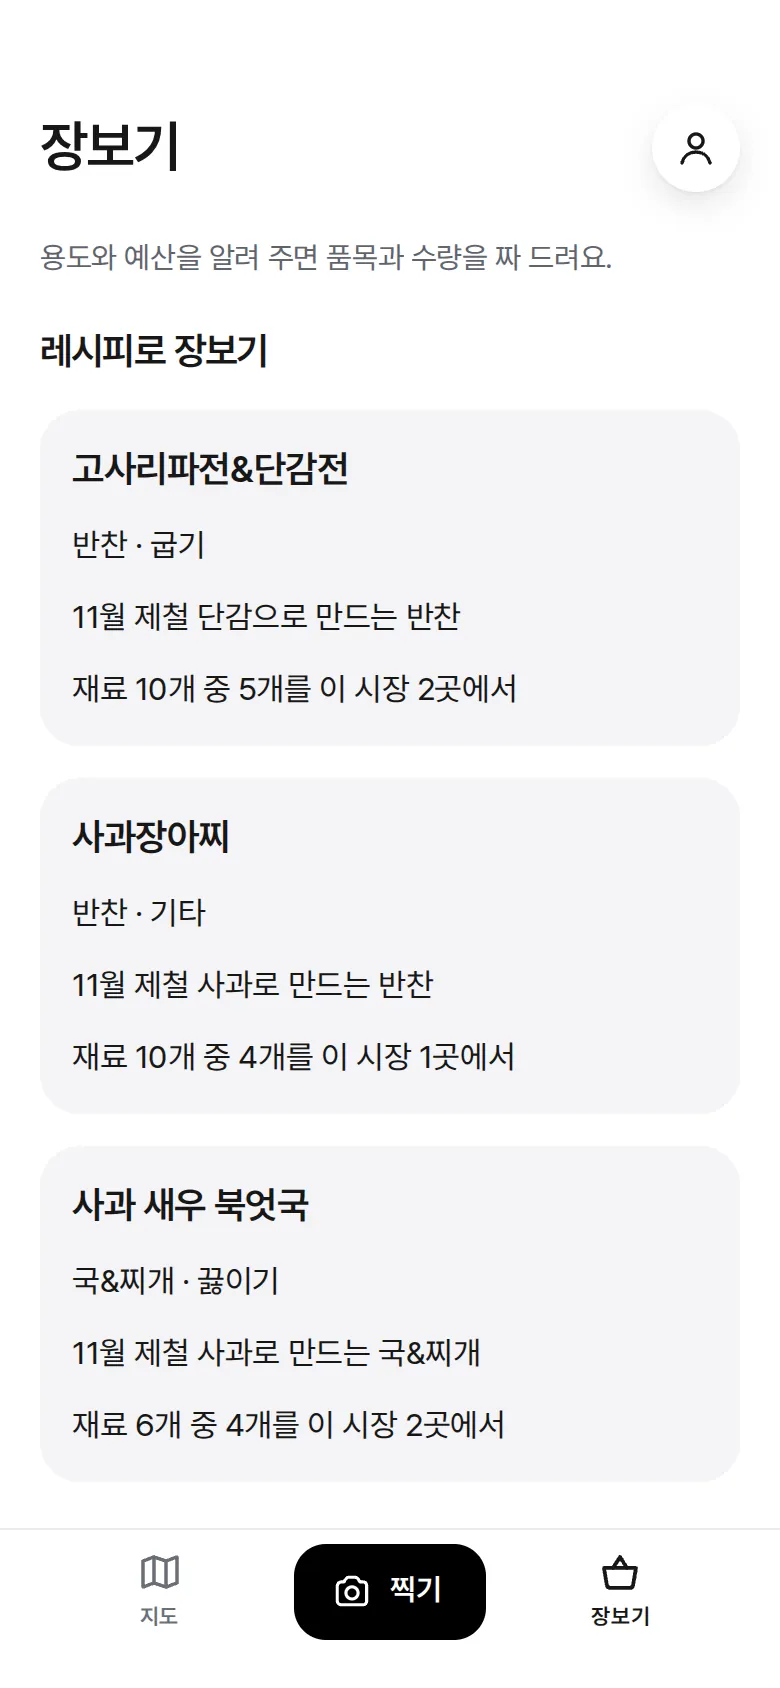 장보기
용도와 예산을 알려 주면 품목과 수량을 짜 드려요.
레시피로 장보기
고사리파전&단감전
반찬 · 굽기
11월 제철 단감으로 만드는 반찬
재료 10개 중 5개를 이 시장 2곳에서
사과장아찌
반찬 · 기타
11월 제철 사과로 만드는 반찬
재료 10개 중 4개를 이 시장 1곳에서
사과 새우 북엇국
국&찌개 · 끓이기
11월 제철 사과로 만드는 국&찌개
재료 6개 중 4개를 이 시장 2곳에서
지도
찍기
장보기